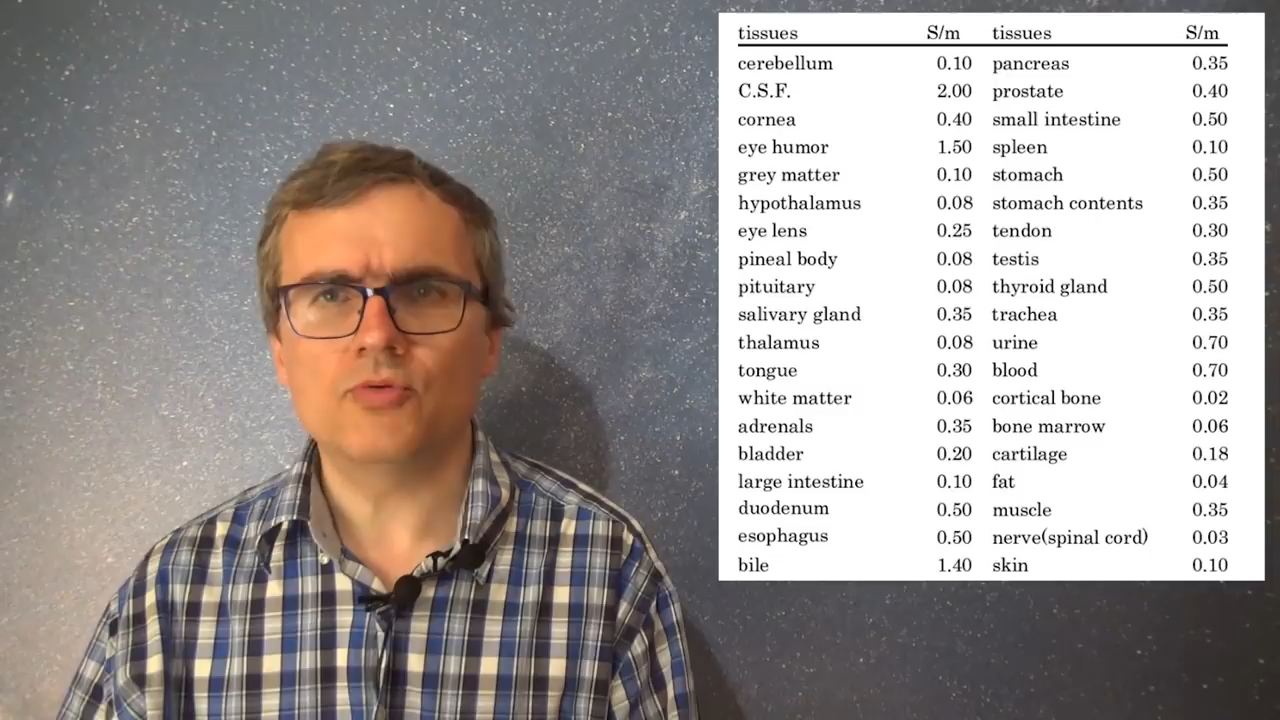 tissues S/m tissues S/m
cerebellum 0.10 pancreas 0.35
C.S.F. 2.00 prostate 0.40
cornea 0.40 small intestine 0.50
eye humor 1.50 spleen 0.10
grey matter 0.10 stomach 0.50
hypothalamus 0.08 stomach contents 0.35
eye lens 0.25 tendon 0.30
pineal body 0.08 testis 0.35
pituitary 0.08 thyroid gland 0.50
salivary gland 0.35 trachea 0.35
thalamus 0.08 urine 0.70
tongue 0.30 blood 0.70
white matter 0.06 cortical bone 0.02
adrenals 0.35 bone marrow 0.06
bladder 0.20 cartilage 0.18
large intestine 0.10 fat 0.04
duodenum 0.50 muscle 0.35
esophagus 0.50 nerve(spinal cord) 0.03
bile 1.40 skin 0.10